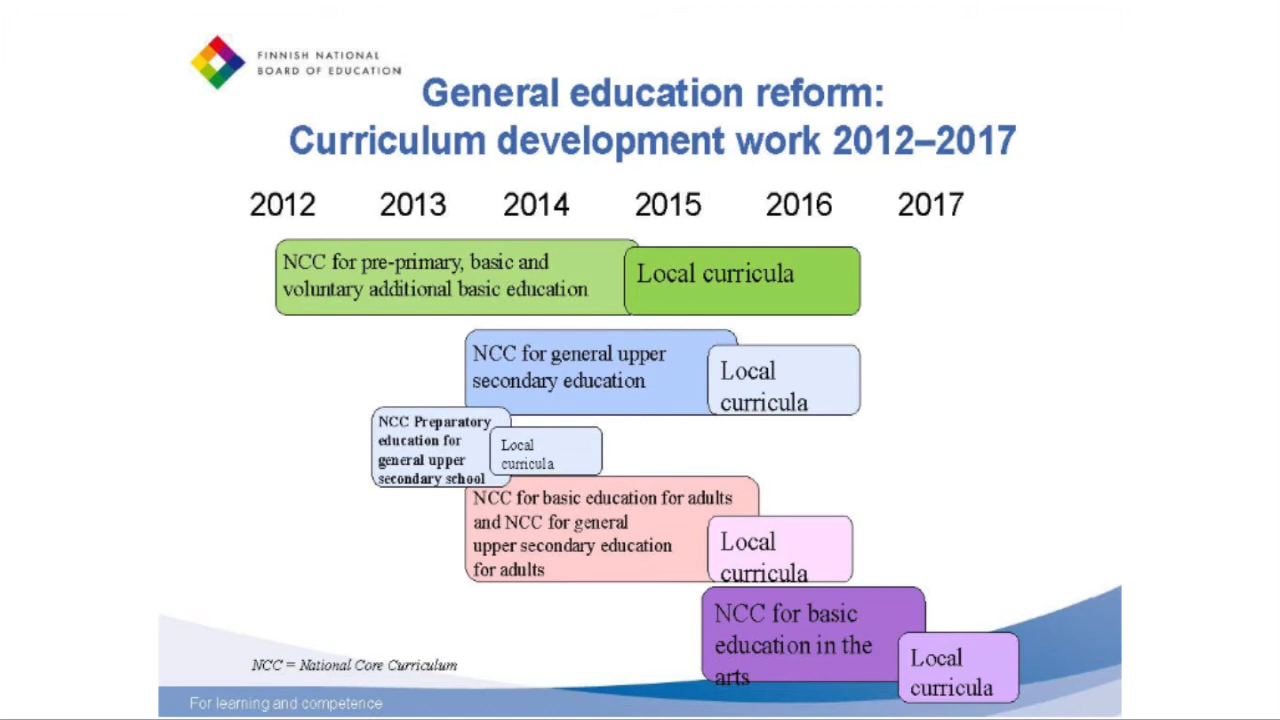 FINNISH NATIONAL
BOARD OF EDUCATION
General education reform:
Curriculum development work 2012–2017
2012 2013 2014 2015 2016 2017
NCC for pre-primary, basic and
voluntary additional basic education
Local curricula
NCC for general upper
secondary education
Local
curricula
NCC Preparatory
education for
general upper
secondary school
Local
curricula
NCC for basic education for adults
and NCC for general
upper secondary education
for adults
Local
curricula
NCC for basic
education in the
arts
Local
curricula
NCC = National Core Curriculum
For learning and competence